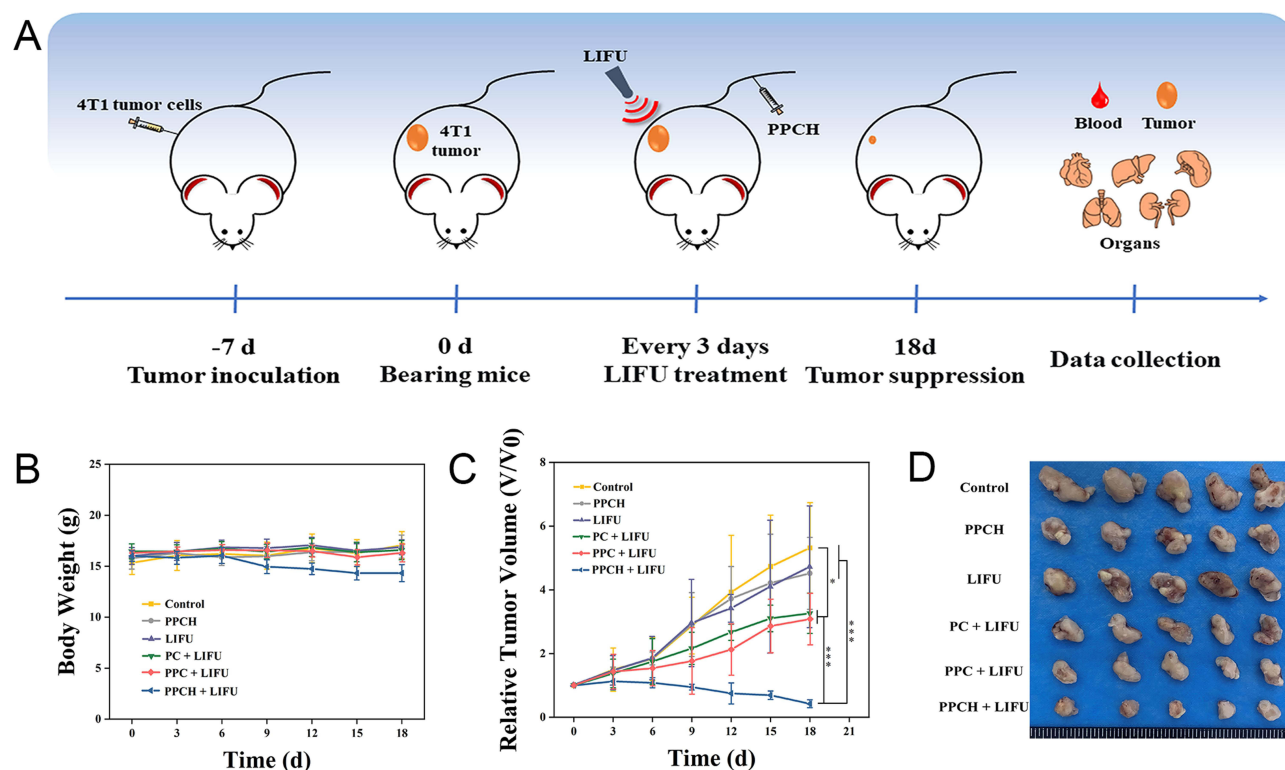 A
4T1 tumor cells
4T1
tumor
LIFU
PPCH
Blood
Tumor
Organs
-7 d
Tumor inoculation
0 d
Bearing mice
Every 3 days
LIFU treatment
18d
Tumor suppression
Data collection
B
Body Weight (g)
25
20
15
10
5
0
Control
PPCH
LIFU
PC + LIFU
PPC + LIFU
PPCH + LIFU
0 3 6 9 12 15 18
Time (d)
C
Relative Tumor Volume (V/V0)
8
6
4
2
0
Control
PPCH
LIFU
PC + LIFU
PPC + LIFU
PPCH + LIFU
*
***
***
0 3 6 9 12 15 18 21
Time (d)
D
Control
PPCH
LIFU
PC + LIFU
PPC + LIFU
PPCH + LIFU